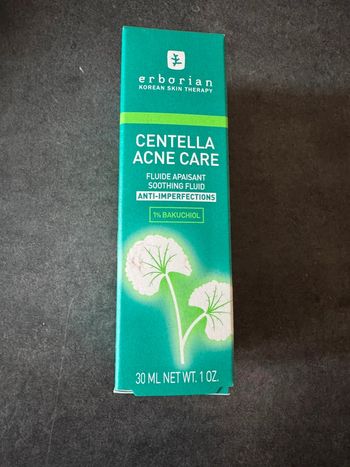 erborian
KOREAN SKIN THERAPY
CENTELLA
ACNE CARE
FLUIDE APAISANT
SOOTHING FLUID
ANTI-IMPERFECTIONS
1% BAKUCHIOL
30 ML NET WT. 1 OZ.